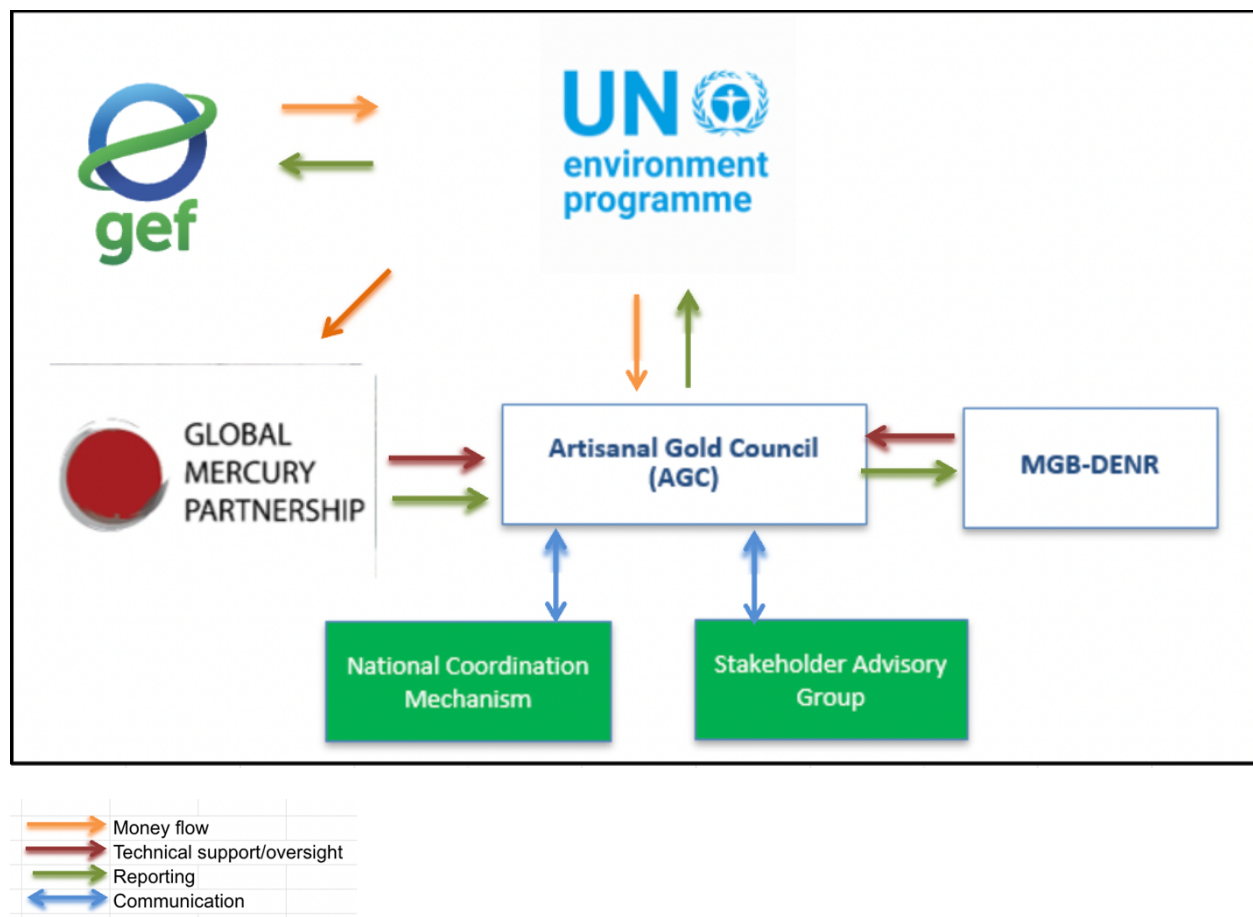 gef
UN
environment
programme
GLOBAL
MERCURY
PARTNERSHIP
Artisanal Gold Council
(AGC)
MGB-DENR
National Coordination
Mechanism
Stakeholder Advisory
Group
Money flow
Technical support/oversight
Reporting
Communication